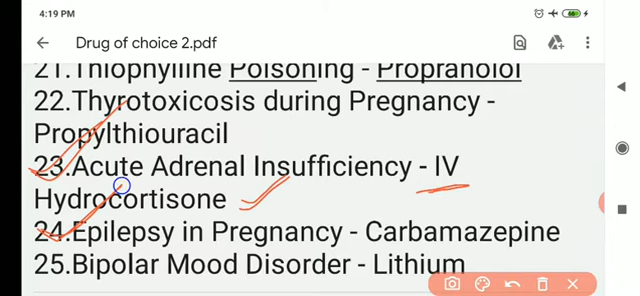 4:19 PM
66
Drug of choice 2.pdf
21.Thiophylline Poisoning - Propranolol
22.Thyrotoxicosis during Pregnancy -
Propylthiouracil
23.Acute Adrenal Insufficiency - IV
Hydrocortisone
24.Epilepsy in Pregnancy - Carbamazepine
25.Bipolar Mood Disorder - Lithium